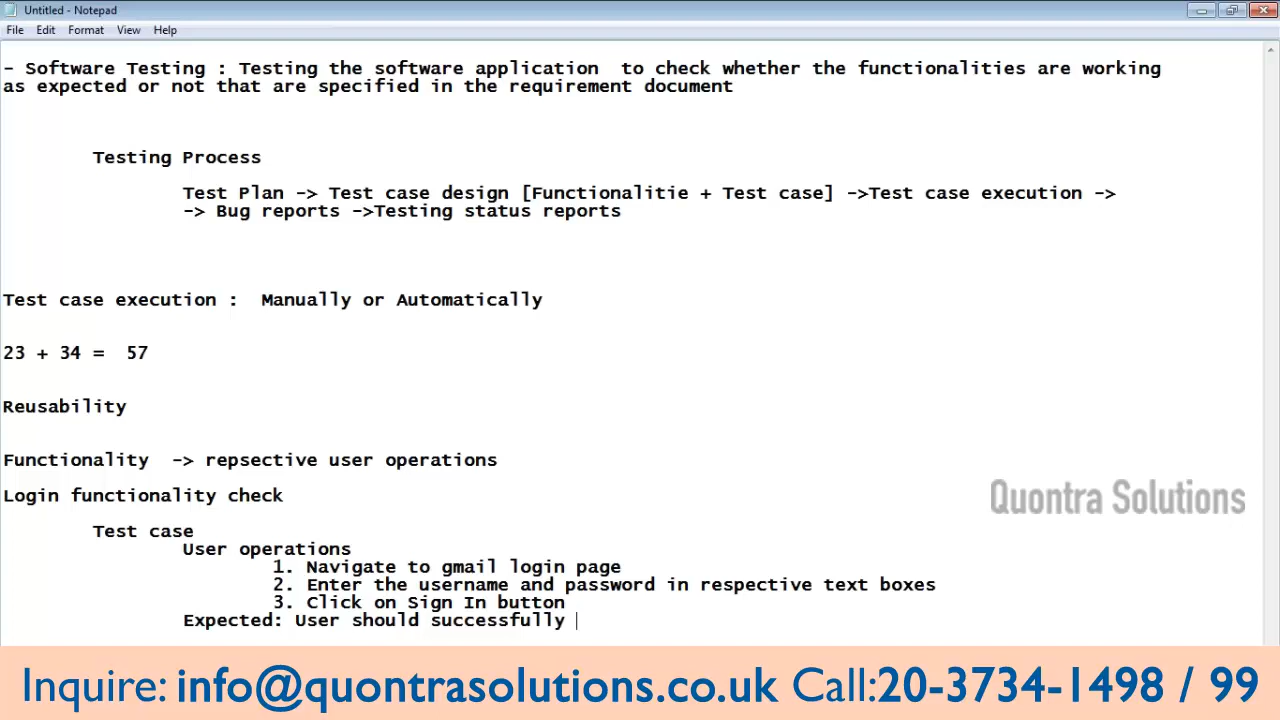 Untitled - Notepad
File Edit Format View Help
- Software Testing : Testing the software application  to check whether the functionalities are working
as expected or not that are specified in the requirement document
Testing Process
Test Plan -> Test case design [Functionalitie + Test case] ->Test case execution ->
-> Bug reports ->Testing status reports
Test case execution :  Manually or Automatically
23 + 34 =  57
Reusability
Functionality  -> repsective user operations
Login functionality check
Quontra Solutions
Test case
User operations
1. Navigate to gmail login page
2. Enter the username and password in respective text boxes
3. Click on Sign In button
Expected: User should successfully
Inquire: info@quontrasolutions.co.uk Call:20-3734-1498 / 99